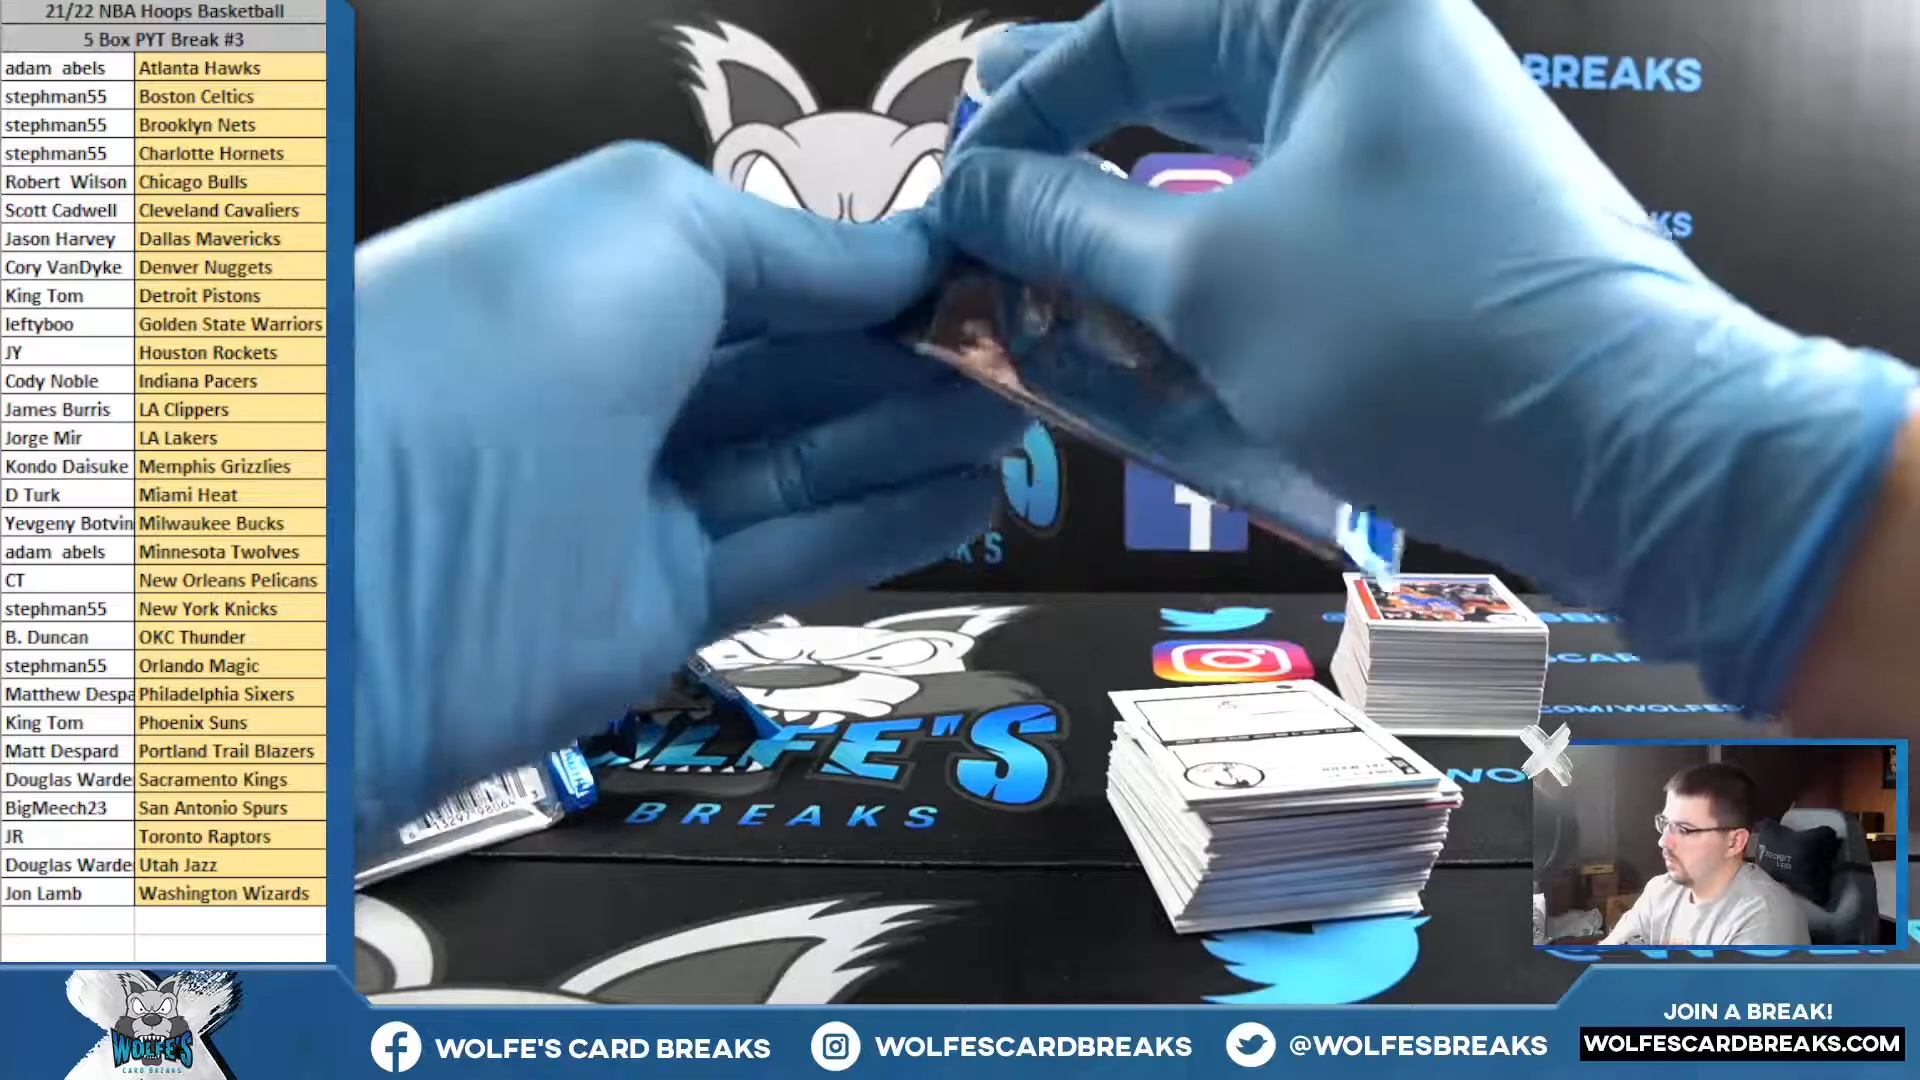 21/22 NBA Hoops Basketball
5 Box PYT Break #3
adam abels Atlanta Hawks
stephman55 Boston Celtics
stephman55 Brooklyn Nets
stephman55 Charlotte Hornets
Robert Wilson Chicago Bulls
Scott Cadwell Cleveland Cavaliers
Jason Harvey Dallas Mavericks
Cory VanDyke Denver Nuggets
King Tom Detroit Pistons
leftyboo Golden State Warriors
JY Houston Rockets
Cody Noble Indiana Pacers
James Burris LA Clippers
Jorge Mir LA Lakers
Kondo Daisuke Memphis Grizzlies
D Turk Miami Heat
Yevgeny Botvin Milwaukee Bucks
adam abels Minnesota Twolves
CT New Orleans Pelicans
stephman55 New York Knicks
B. Duncan OKC Thunder
stephman55 Orlando Magic
Matthew Despa Philadelphia Sixers
King Tom Phoenix Suns
Matt Despard Portland Trail Blazers
Douglas Warde Sacramento Kings
BigMeech23 San Antonio Spurs
JR Toronto Raptors
Douglas Warde Utah Jazz
Jon Lamb Washington Wizards
BREAKS
KS
S
K'S
COM/WOLFES
WOLFE'S
BREAKS
WOLFE'S
CARD BREAKS
WOLFE'S CARD BREAKS
WOLFESCARDBREAKS
@WOLFESBREAKS
JOIN A BREAK!
WOLFESCARDBREAKS.COM